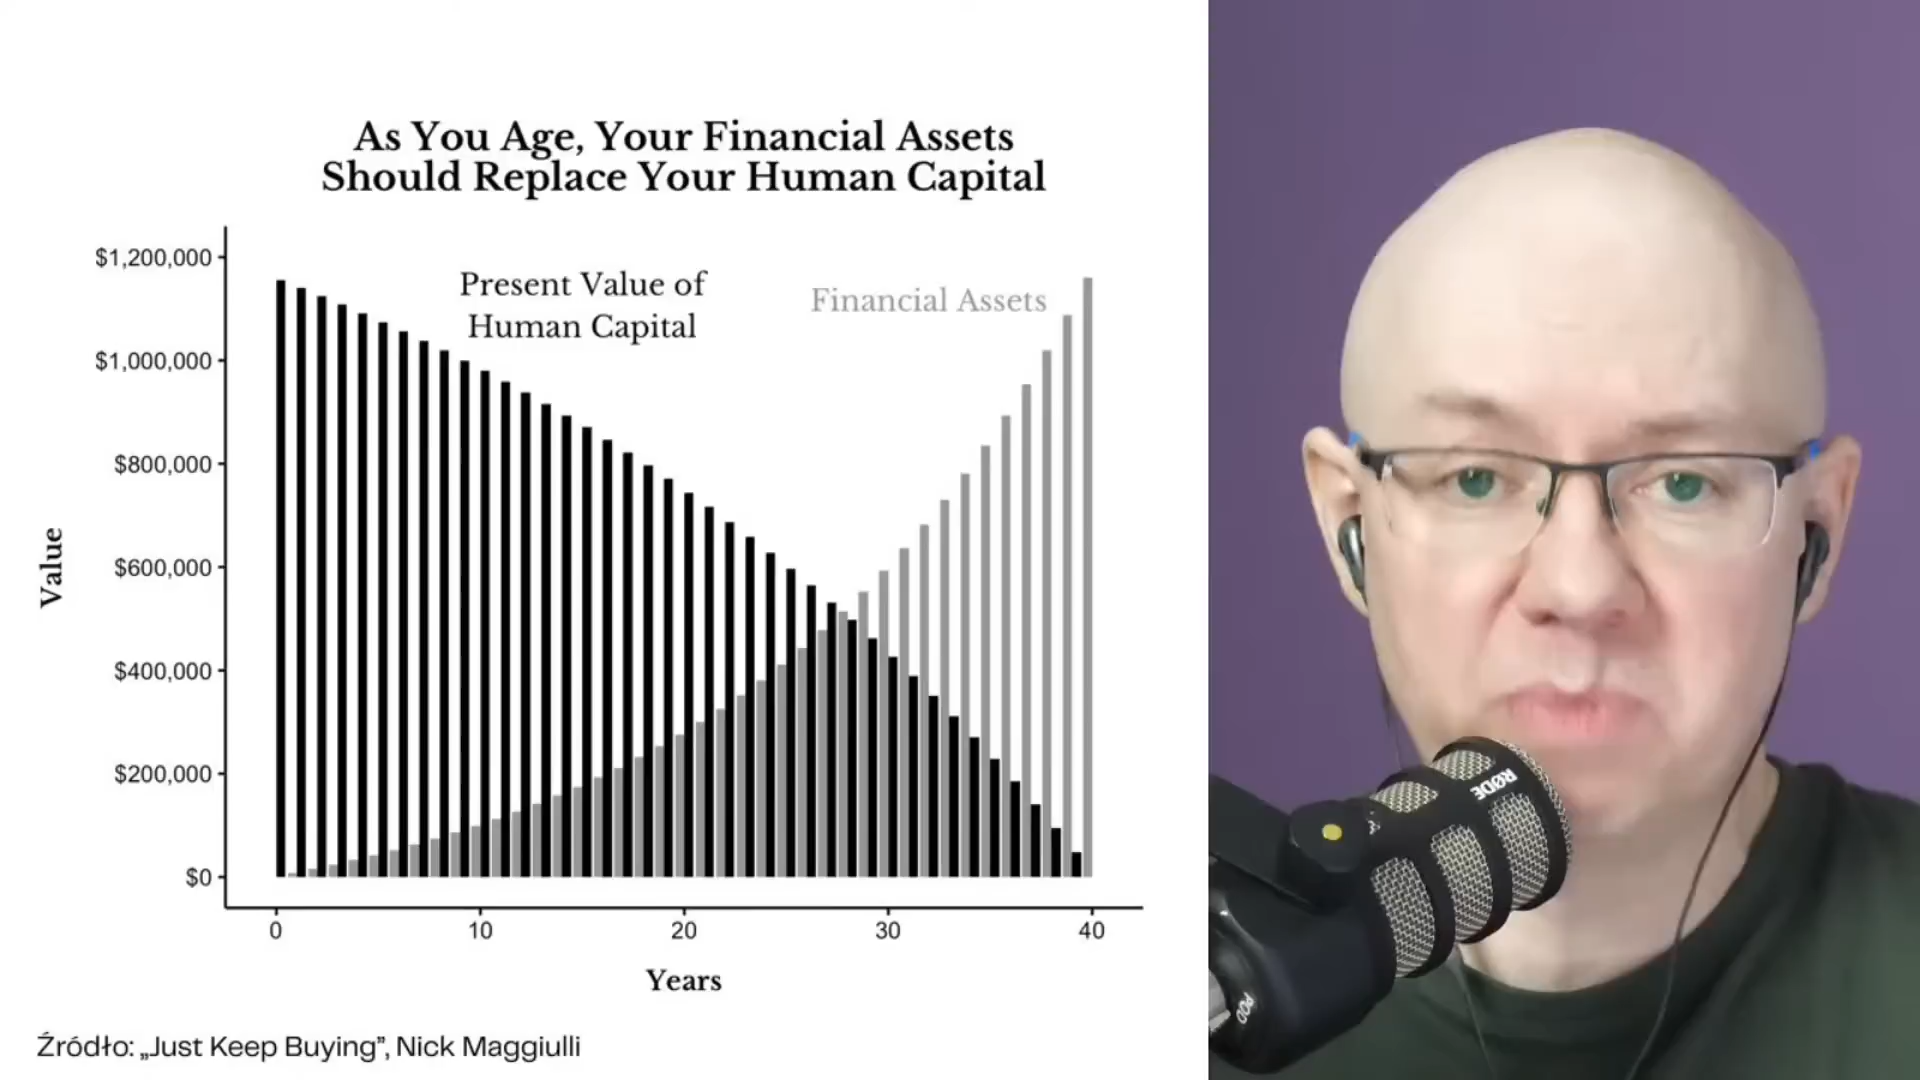 As You Age, Your Financial Assets
Should Replace Your Human Capital
$1,200,000
$1,000,000
$800,000
$600,000
$400,000
$200,000
$0
Value
Present Value of
Human Capital
Financial Assets
0
10
20
30
40
Years
Źródło: „Just Keep Buying”, Nick Maggiulli
RØDE
POD